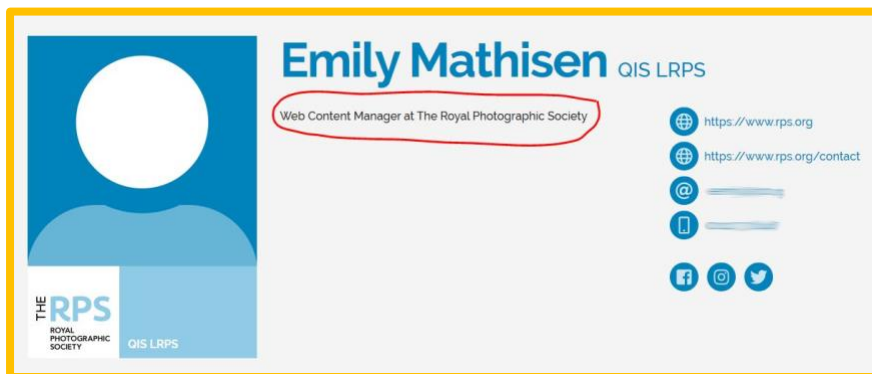 Emily Mathisen QIS LRPS
Web Content Manager at The Royal Photographic Society
https://www.rps.org
https://www.rps.org/contact
THE RPS
ROYAL
PHOTOGRAPHIC
SOCIETY
QIS LRPS